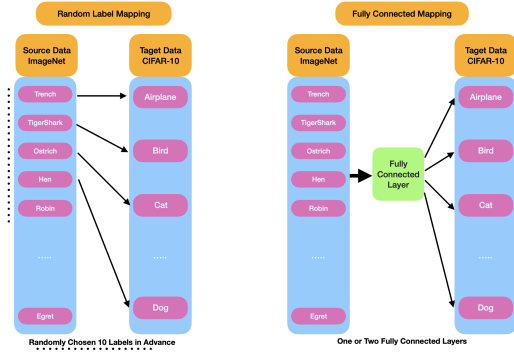 Random Label Mapping
Source Data
ImageNet
Taget Data
CIFAR-10
Trench
TigerShark
Ostrich
Hen
Robin
.....
Egret
Airplane
Bird
Cat
.....
Dog
Randomly Chosen 10 Labels in Advance
Fully Connected Mapping
Source Data
ImageNet
Taget Data
CIFAR-10
Trench
TigerShark
Ostrich
Hen
Robin
.....
Egret
Fully
Connected
Layer
Airplane
Bird
Cat
.....
Dog
One or Two Fully Connected Layers